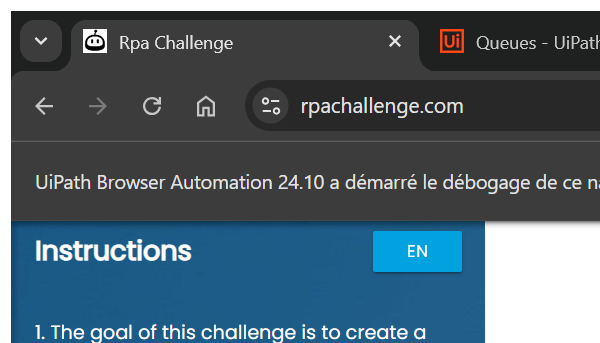 Rpa Challenge
Ui Queues - UiPath
rpachallenge.com
UiPath Browser Automation 24.10 a démarré le débogage de ce
Instructions
EN
1. The goal of this challenge is to create a